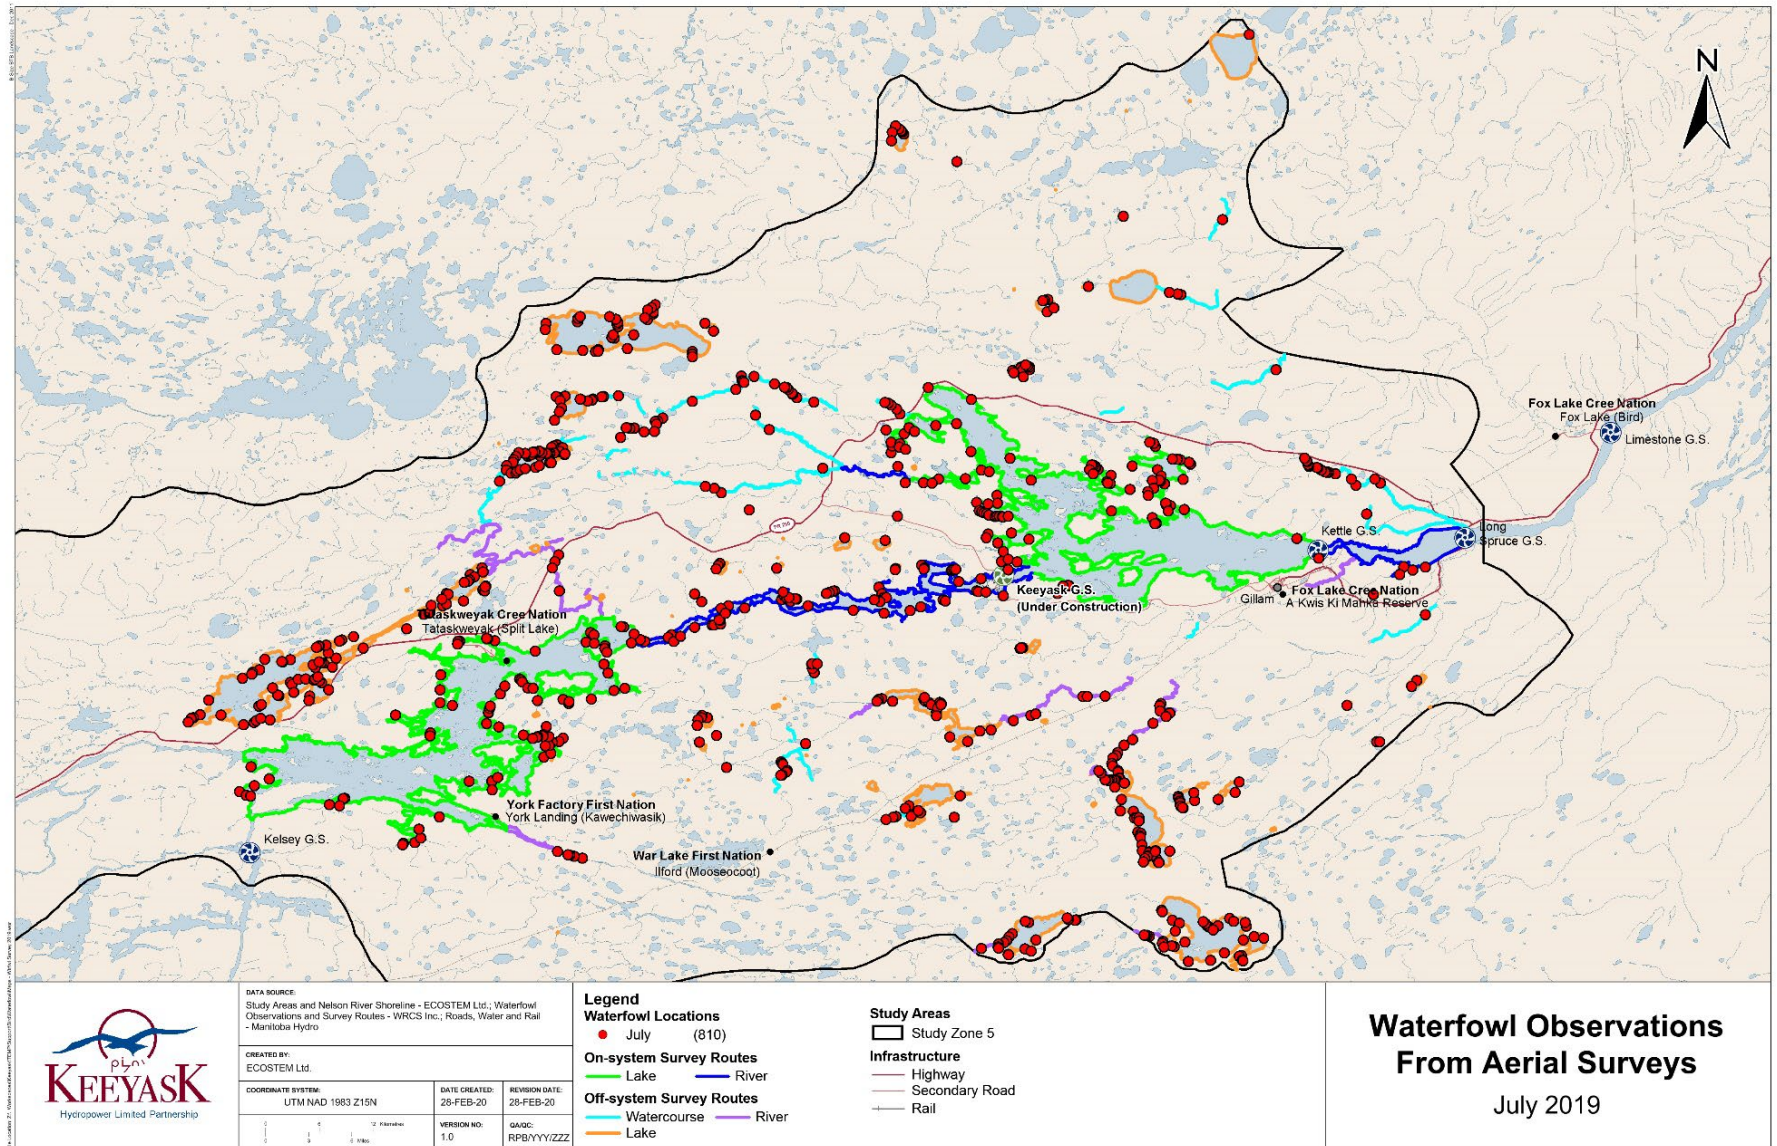 N
Fox Lake Cree Nation
Fox Lake (Bird)
Limestone G.S.
PR 280
Kettle G.S.
Long
Spruce G.S.
Keeyask G.S.
(Under Construction)
Gillam
Fox Lake Cree Nation
A Kwis Ki Mahka Reserve
Tataskweyak Cree Nation
Tataskweyak (Split Lake)
York Factory First Nation
York Landing (Kawechiwasik)
Kelsey G.S.
War Lake First Nation
Ilford (Mooseocoot)
KEEYASK
Hydropower Limited Partnership
DATA SOURCE:
Study Areas and Nelson River Shoreline - ECOSTEM Ltd.; Waterfowl
Observations and Survey Routes - WRCS Inc.; Roads, Water and Rail
- Manitoba Hydro
CREATED BY:
ECOSTEM Ltd.
COORDINATE SYSTEM:
UTM NAD 1983 Z15N
DATE CREATED:
28-FEB-20
REVISION DATE:
28-FEB-20
VERSION NO:
1.0
QA/QC:
RPB/YYY/ZZZ
0 6 12 Kilometres
Miles
Legend
Waterfowl Locations
July (810)
On-system Survey Routes
Lake River
Off-system Survey Routes
Watercourse River
Lake
Study Areas
Study Zone 5
Infrastructure
Highway
Secondary Road
Rail
Waterfowl Observations
From Aerial Surveys
July 2019